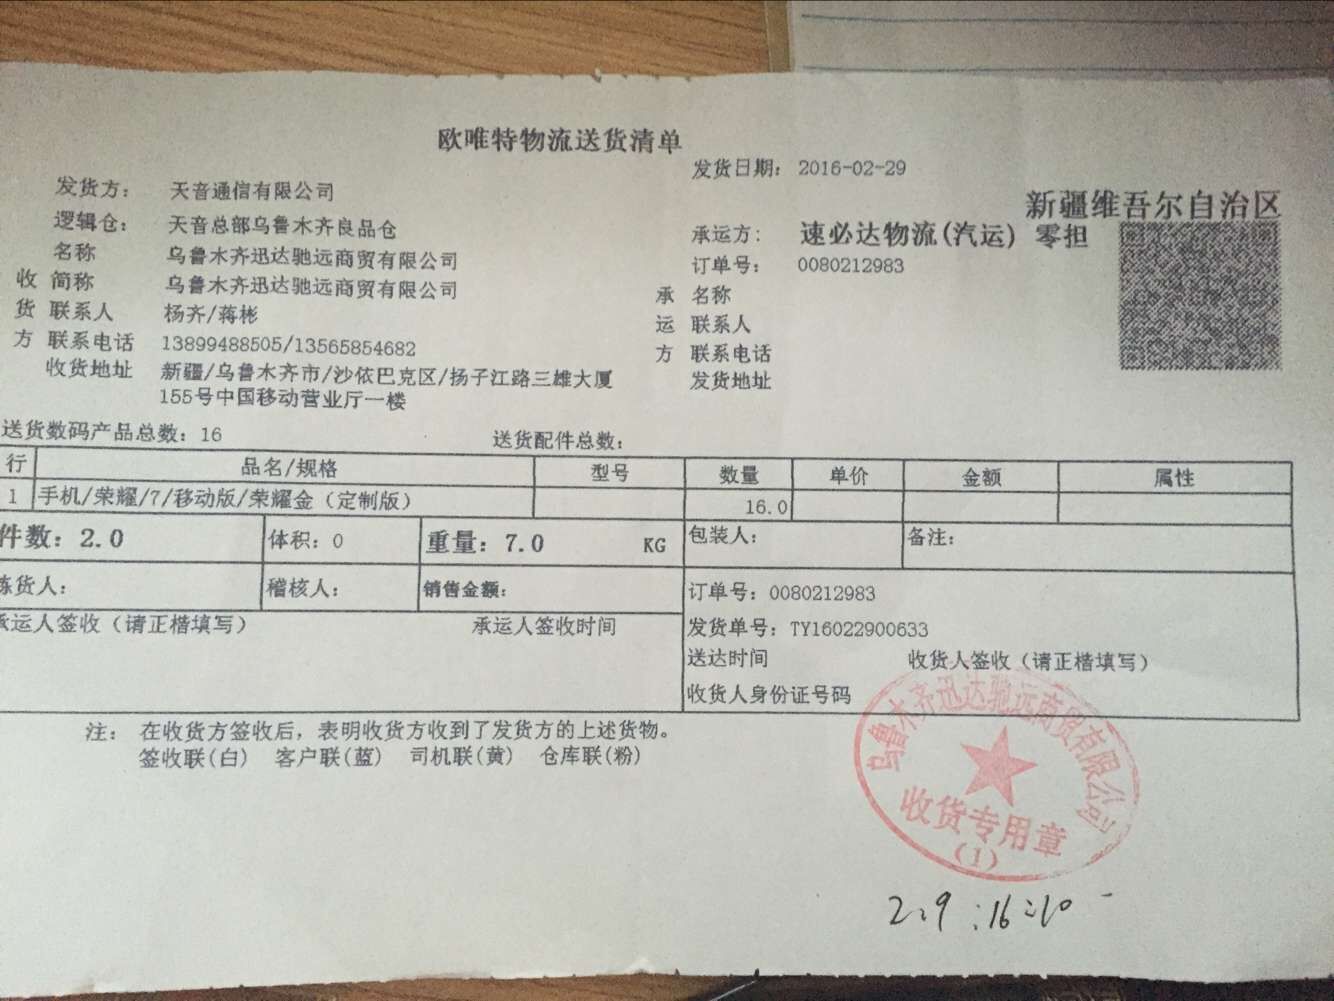 欧唯特物流送货清单
发货日期: 2016-02-29
发货方: 天音通信有限公司
新疆维吾尔自治区
逻辑仓: 天音总部乌鲁木齐良品仓
承运方: 速必达物流(汽运) 零担
名称 乌鲁木齐迅达驰远商贸有限公司
订单号: 0080212983
收 简称 乌鲁木齐迅达驰远商贸有限公司
承 名称
货 联系人 杨齐/蒋彬
运 联系人
方 联系电话 13899488505/13565854682
方 联系电话
收货地址 新疆/乌鲁木齐市/沙依巴克区/扬子江路三雄大厦
155号中国移动营业厅一楼
发货地址
送货数码产品总数: 16 送货配件总数:
行 品名/规格 型号 数量 单价 金额 属性
1 手机/荣耀/7/移动版/荣耀金（定制版） 16.0
件数: 2.0 体积: 0 重量: 7.0 KG 包装人: 备注:
拣货人: 稽核人: 销售金额: 订单号: 0080212983
承运人签收（请正楷填写） 承运人签收时间 发货单号: TY16022900633
送达时间 收货人签收（请正楷填写）
收货人身份证号码
注: 在收货方签收后，表明收货方收到了发货方的上述货物。
签收联(白) 客户联(蓝) 司机联(黄) 仓库联(粉)
乌鲁木齐迅达驰远商贸有限公司
收货专用章
(1)